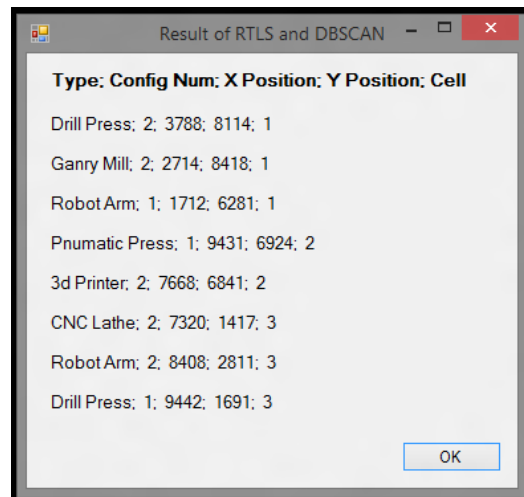 Result of RTLS and DBSCAN
Type; Config Num; X Position; Y Position; Cell
Drill Press; 2; 3788; 8114; 1
Ganry Mill; 2; 2714; 8418; 1
Robot Arm; 1; 1712; 6281; 1
Pnumatic Press; 1; 9431; 6924; 2
3d Printer; 2; 7668; 6841; 2
CNC Lathe; 2; 7320; 1417; 3
Robot Arm; 2; 8408; 2811; 3
Drill Press; 1; 9442; 1691; 3
OK